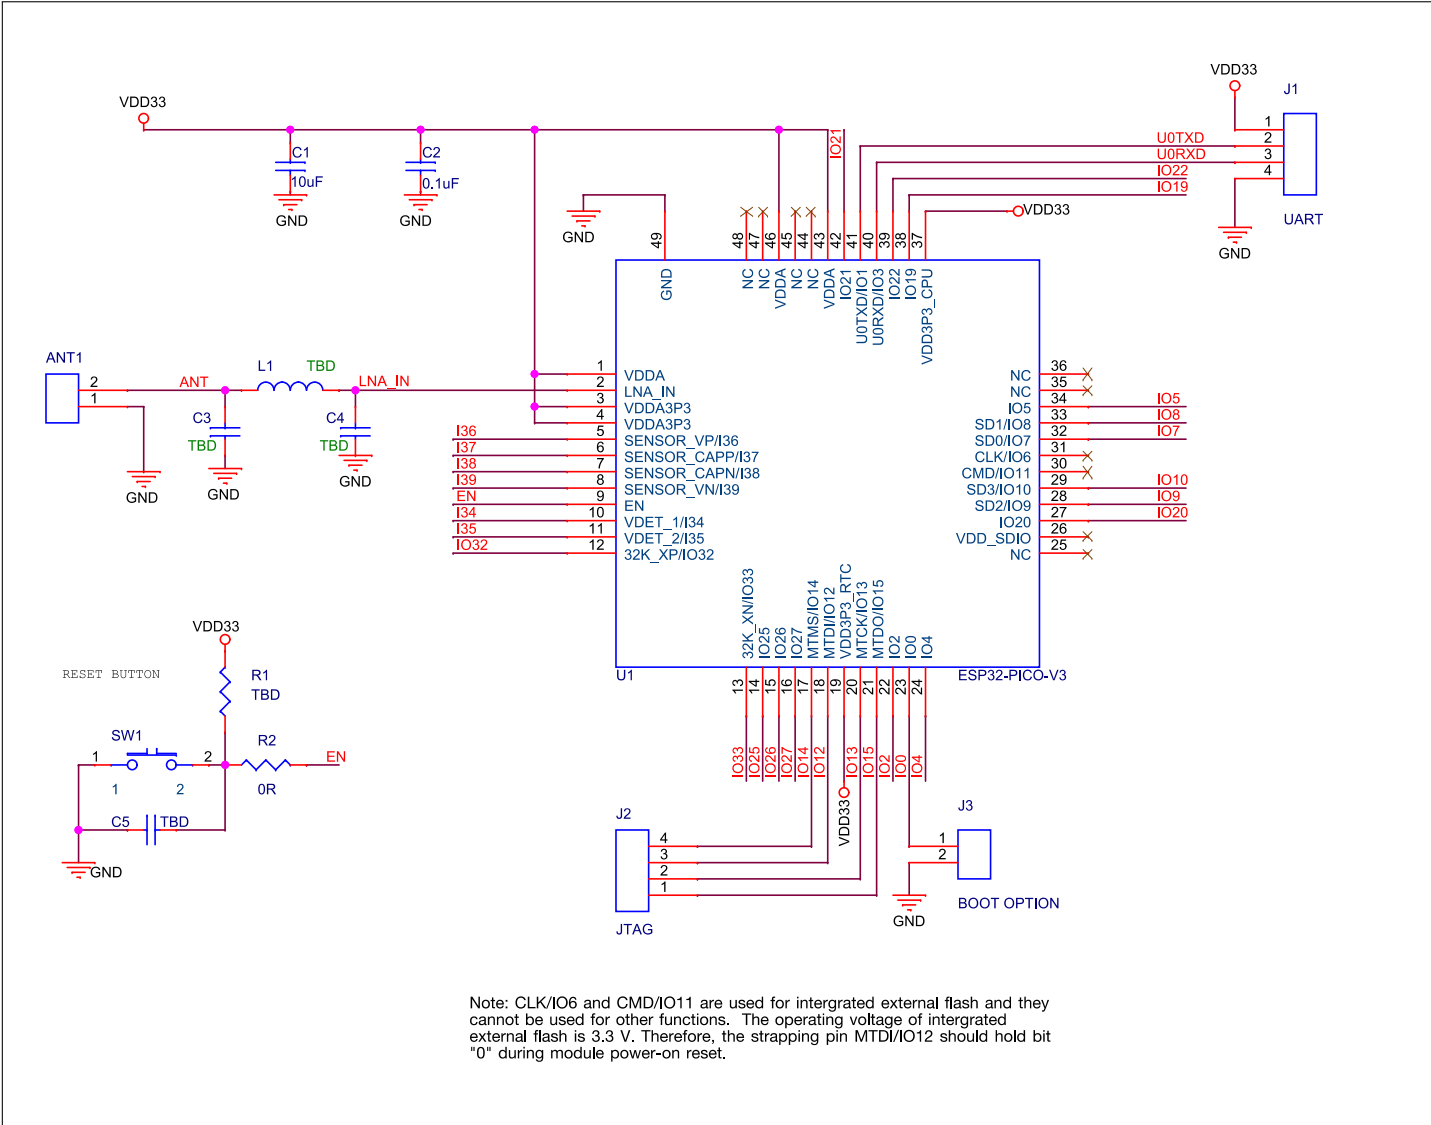 VDD33
VDD33
J1
C1
10uF
GND
C2
0.1uF
GND
IO21
U0TXD
U0RXD
IO22
IO19
1
2
3
4
UART
GND
GND
VDD33
49
48
47
46
45
44
43
42
41
40
39
38
37
GND
NC
NC
VDDA
NC
NC
VDDA
IO21
U0TXD/IO1
U0RXD/IO3
IO22
IO19
VDD3P3_CPU
ANT1
2
1
ANT
L1
TBD
LNA_IN
C3
TBD
C4
TBD
GND
GND
GND
1
VDDA
2
LNA_IN
3
VDDA3P3
4
VDDA3P3
I36
5
SENSOR_VP/I36
I37
6
SENSOR_CAPP/I37
I38
7
SENSOR_CAPN/I38
I39
8
SENSOR_VN/I39
EN
9
EN
I34
10
VDET_1/I34
I35
11
VDET_2/I35
IO32
12
32K_XP/IO32
NC
36
NC
35
IO5
34
IO5
SD1/IO8
33
IO8
SD0/IO7
32
IO7
CLK/IO6
31
CMD/IO11
30
SD3/IO10
29
IO10
SD2/IO9
28
IO9
IO20
27
IO20
VDD_SDIO
26
NC
25
32K_XN/IO33
IO25
IO26
IO27
MTMS/IO14
MTDI/IO12
VDD3P3_RTC
MTCK/IO13
MTDO/IO15
IO2
IO0
IO4
U1
ESP32-PICO-V3
13
14
15
16
17
18
19
20
21
22
23
24
IO33
IO25
IO26
IO27
IO14
IO12
IO13
IO15
IO2
IO0
IO4
VDD33
VDD33
RESET BUTTON
R1
TBD
SW1
1
2
1
2
R2
0R
EN
C5
TBD
GND
J2
4
3
2
1
JTAG
J3
1
2
GND
BOOT OPTION
Note: CLK/IO6 and CMD/IO11 are used for intergrated external flash and they
cannot be used for other functions. The operating voltage of intergrated
external flash is 3.3 V. Therefore, the strapping pin MTDI/IO12 should hold bit
"0" during module power-on reset.